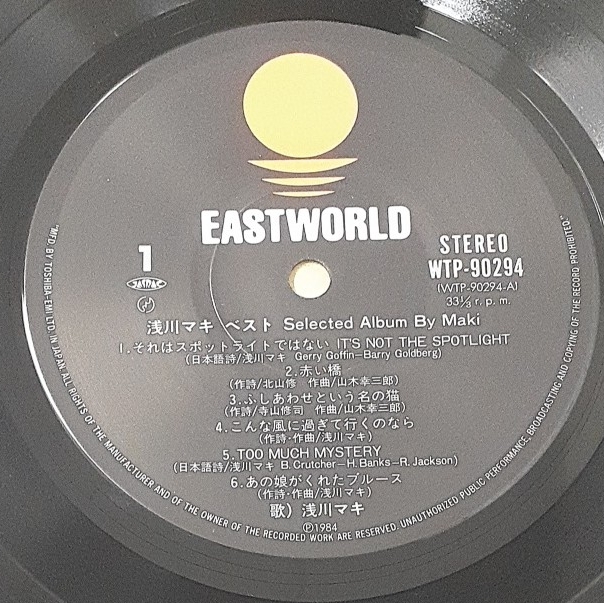 EASTWORLD
1
JASRAC
STEREO
WTP-90294
(WTP-90294-A)
33⅓ r. p. m.
浅川マキ ベスト Selected Album By Maki
1.それはスポットライトではない IT'S NOT THE SPOTLIGHT
(日本語詩/浅川マキ Gerry Goffin-Barry Goldberg)
2.赤い橋
(作詩/北山修 作曲/山木幸三郎)
3.ふしあわせという名の猫
(作詩/寺山修司 作曲/山木幸三郎)
4.こんな風に過ぎて行くのなら
(作詩·作曲/浅川マキ)
5.TOO MUCH MYSTERY
(日本語詩/浅川マキ B. Crutcher-H. Banks-R. Jackson)
6.あの娘がくれたブルース
(作詩·作曲/浅川マキ)
歌) 浅川マキ
Ⓟ1984
"MFD. BY TOSHIBA-EMI LTD. IN JAPAN. ALL RIGHTS OF THE MANUFACTURER AND OF THE OWNER OF THE RECORDED WORK ARE RESERVED. UNAUTHORIZED PUBLIC PERFORMANCE, BROADCASTING AND COPYING OF THE RECORD PROHIBITED."